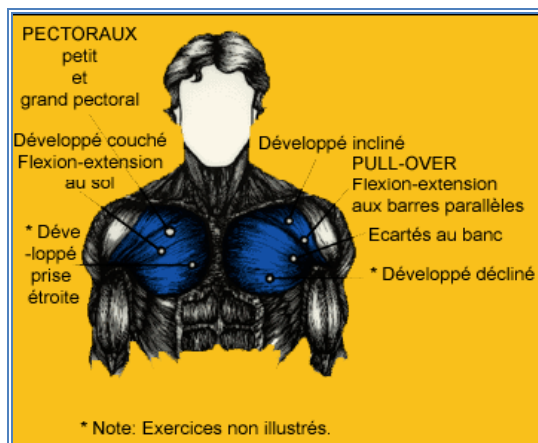 PECTORAUX
petit
et
grand pectoral
Développé couché
Flexion-extension
au sol
* Déve
-loppé
prise
étroite
Développé incliné
PULL-OVER
Flexion-extension
aux barres parallèles
Ecartés au banc
* Développé décliné
* Note: Exercices non illustrés.